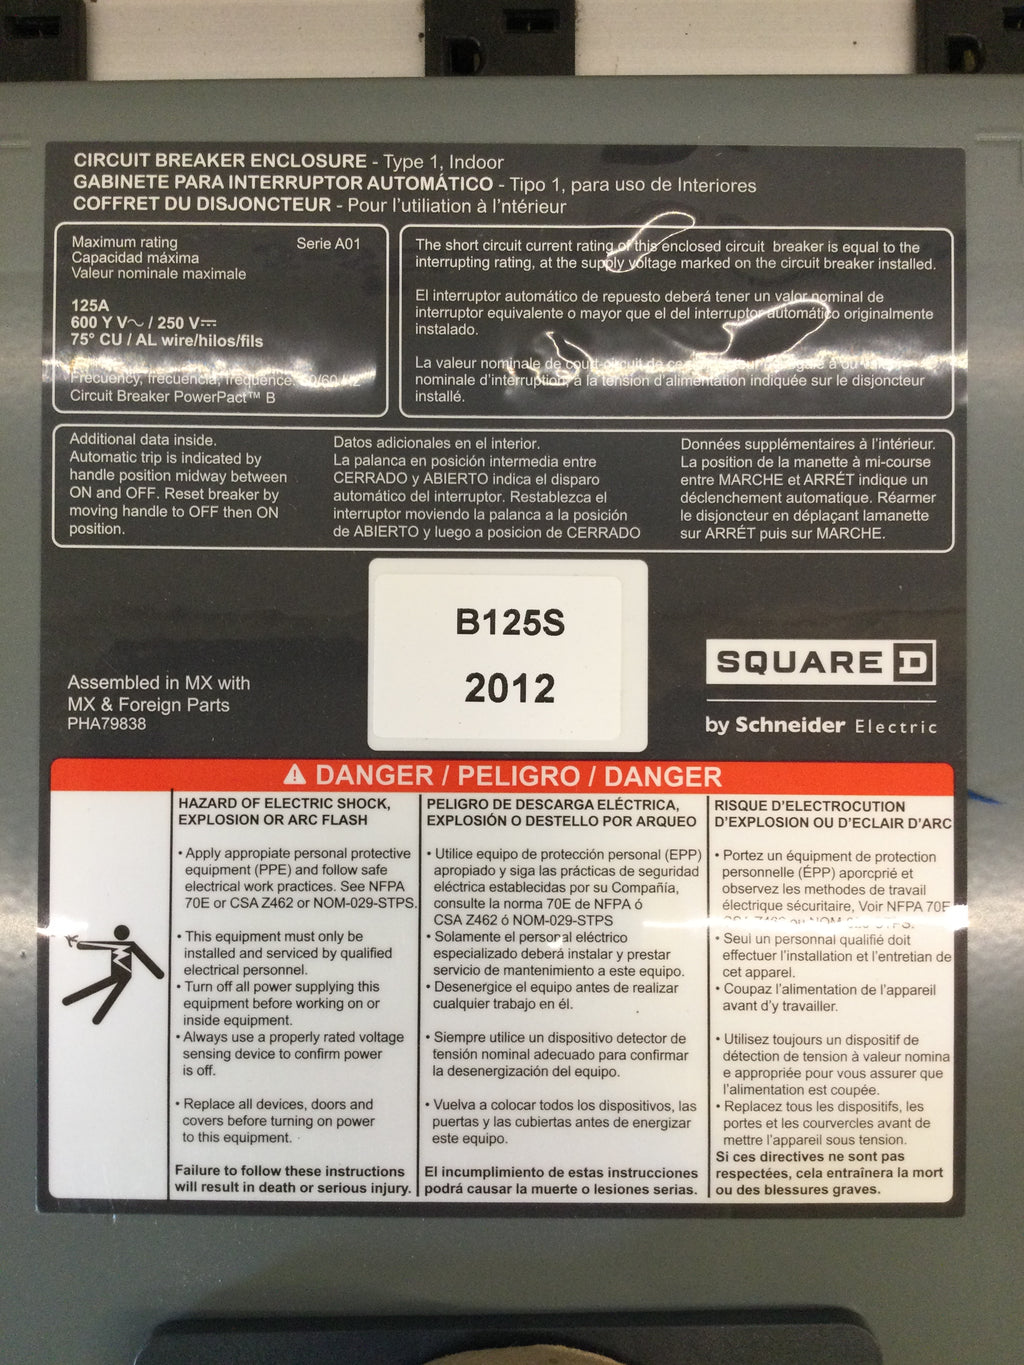 CIRCUIT BREAKER ENCLOSURE - Type 1, Indoor
GABINETE PARA INTERRUPTOR AUTOMÁTICO - Tipo 1, para uso de Interiores
COFFRET DU DISJONCTEUR - Pour l'utiliation à l'ntérieur
Maximum rating Serie A01
Capacidad máxima
Valeur nominale maximale
125A
600 Y V~ / 250 V⎓
75° CU / AL wire/hilos/fils
Frecuency, frecuencia, frequence. 50/60 Hz
Circuit Breaker PowerPact™ B
The short circuit current rating of this enclosed circuit breaker is equal to the
interrupting rating, at the supply voltage marked on the circuit breaker installed.
El interruptor automático de repuesto deberá tener un valor nominal de
interruptor equivalente o mayor que el del interruptor automático originalmente
instalado.
La valeur nominale de court-circuit de
nominale d'interruption, à la tension d'alimentation indiquée sur le disjoncteur
installé.
Additional data inside.
Automatic trip is indicated by
handle position midway between
ON and OFF. Reset breaker by
moving handle to OFF then ON
position.
Datos adicionales en el interior.
La palanca en posición intermedia entre
CERRADO y ABIERTO indica el disparo
automático del interruptor. Restablezca el
interruptor moviendo la palanca a la posición
de ABIERTO y luego a posicion de CERRADO
Données supplémentaires à l'intérieur.
La position de la manette à mi-course
entre MARCHE et ARRÉT indique un
déclenchement automatique. Réarmer
le disjoncteur en déplaçant lamanette
sur ARRÉT puis sur MARCHE.
B125S
2012
Assembled in MX with
MX & Foreign Parts
PHA79838
SQUARE D
by Schneider Electric
⚠ DANGER / PELIGRO / DANGER
HAZARD OF ELECTRIC SHOCK,
EXPLOSION OR ARC FLASH
• Apply appropiate personal protective
equipment (PPE) and follow safe
electrical work practices. See NFPA
70E or CSA Z462 or NOM-029-STPS.
• This equipment must only be
installed and serviced by qualified
electrical personnel.
• Turn off all power supplying this
equipment before working on or
inside equipment.
• Always use a properly rated voltage
sensing device to confirm power
is off.
• Replace all devices, doors and
covers before turning on power
to this equipment.
Failure to follow these instructions
will result in death or serious injury.
PELIGRO DE DESCARGA ELÉCTRICA,
EXPLOSIÓN O DESTELLO POR ARQUEO
• Utilice equipo de protección personal (EPP)
apropiado y siga las prácticas de seguridad
eléctrica establecidas por su Compañía,
consulte la norma 70E de NFPA ó
CSA Z462 ó NOM-029-STPS
• Solamente el personal eléctrico
especializado deberá instalar y prestar
servicio de mantenimiento a este equipo.
• Desenergice el equipo antes de realizar
cualquier trabajo en él.
• Siempre utilice un dispositivo detector de
tensión nominal adecuado para confirmar
la desenergización del equipo.
• Vuelva a colocar todos los dispositivos, las
puertas y las cubiertas antes de energizar
este equipo.
El incumplimiento de estas instrucciones
podrá causar la muerte o lesiones serias.
RISQUE D'ELECTROCUTION
D'EXPLOSION OU D'ECLAIR D'ARC
• Portez un équipment de protection
personnelle (ÉPP) aporcprié et
observez les methodes de travail
électrique sécuritaire, Voir NFPA 70E
CSA Z462 ou NOM-029-STPS.
• Seul un personnal qualifié doit
effectuer l'installation et l'entretian de
cet apparel.
• Coupaz l'alimentation de l'appareil
avant d'y travailler.
• Utilisez toujours un dispositif de
détection de tension à valeur nomina
e appropriée pour vous assurer que
l'alimentation est coupée.
• Replacez tous les dispositifs, les
portes et les courvercles avant de
mettre l'appareil sous tension.
Si ces directives ne sont pas
respectées, cela entraînera la mort
ou des blessures graves.